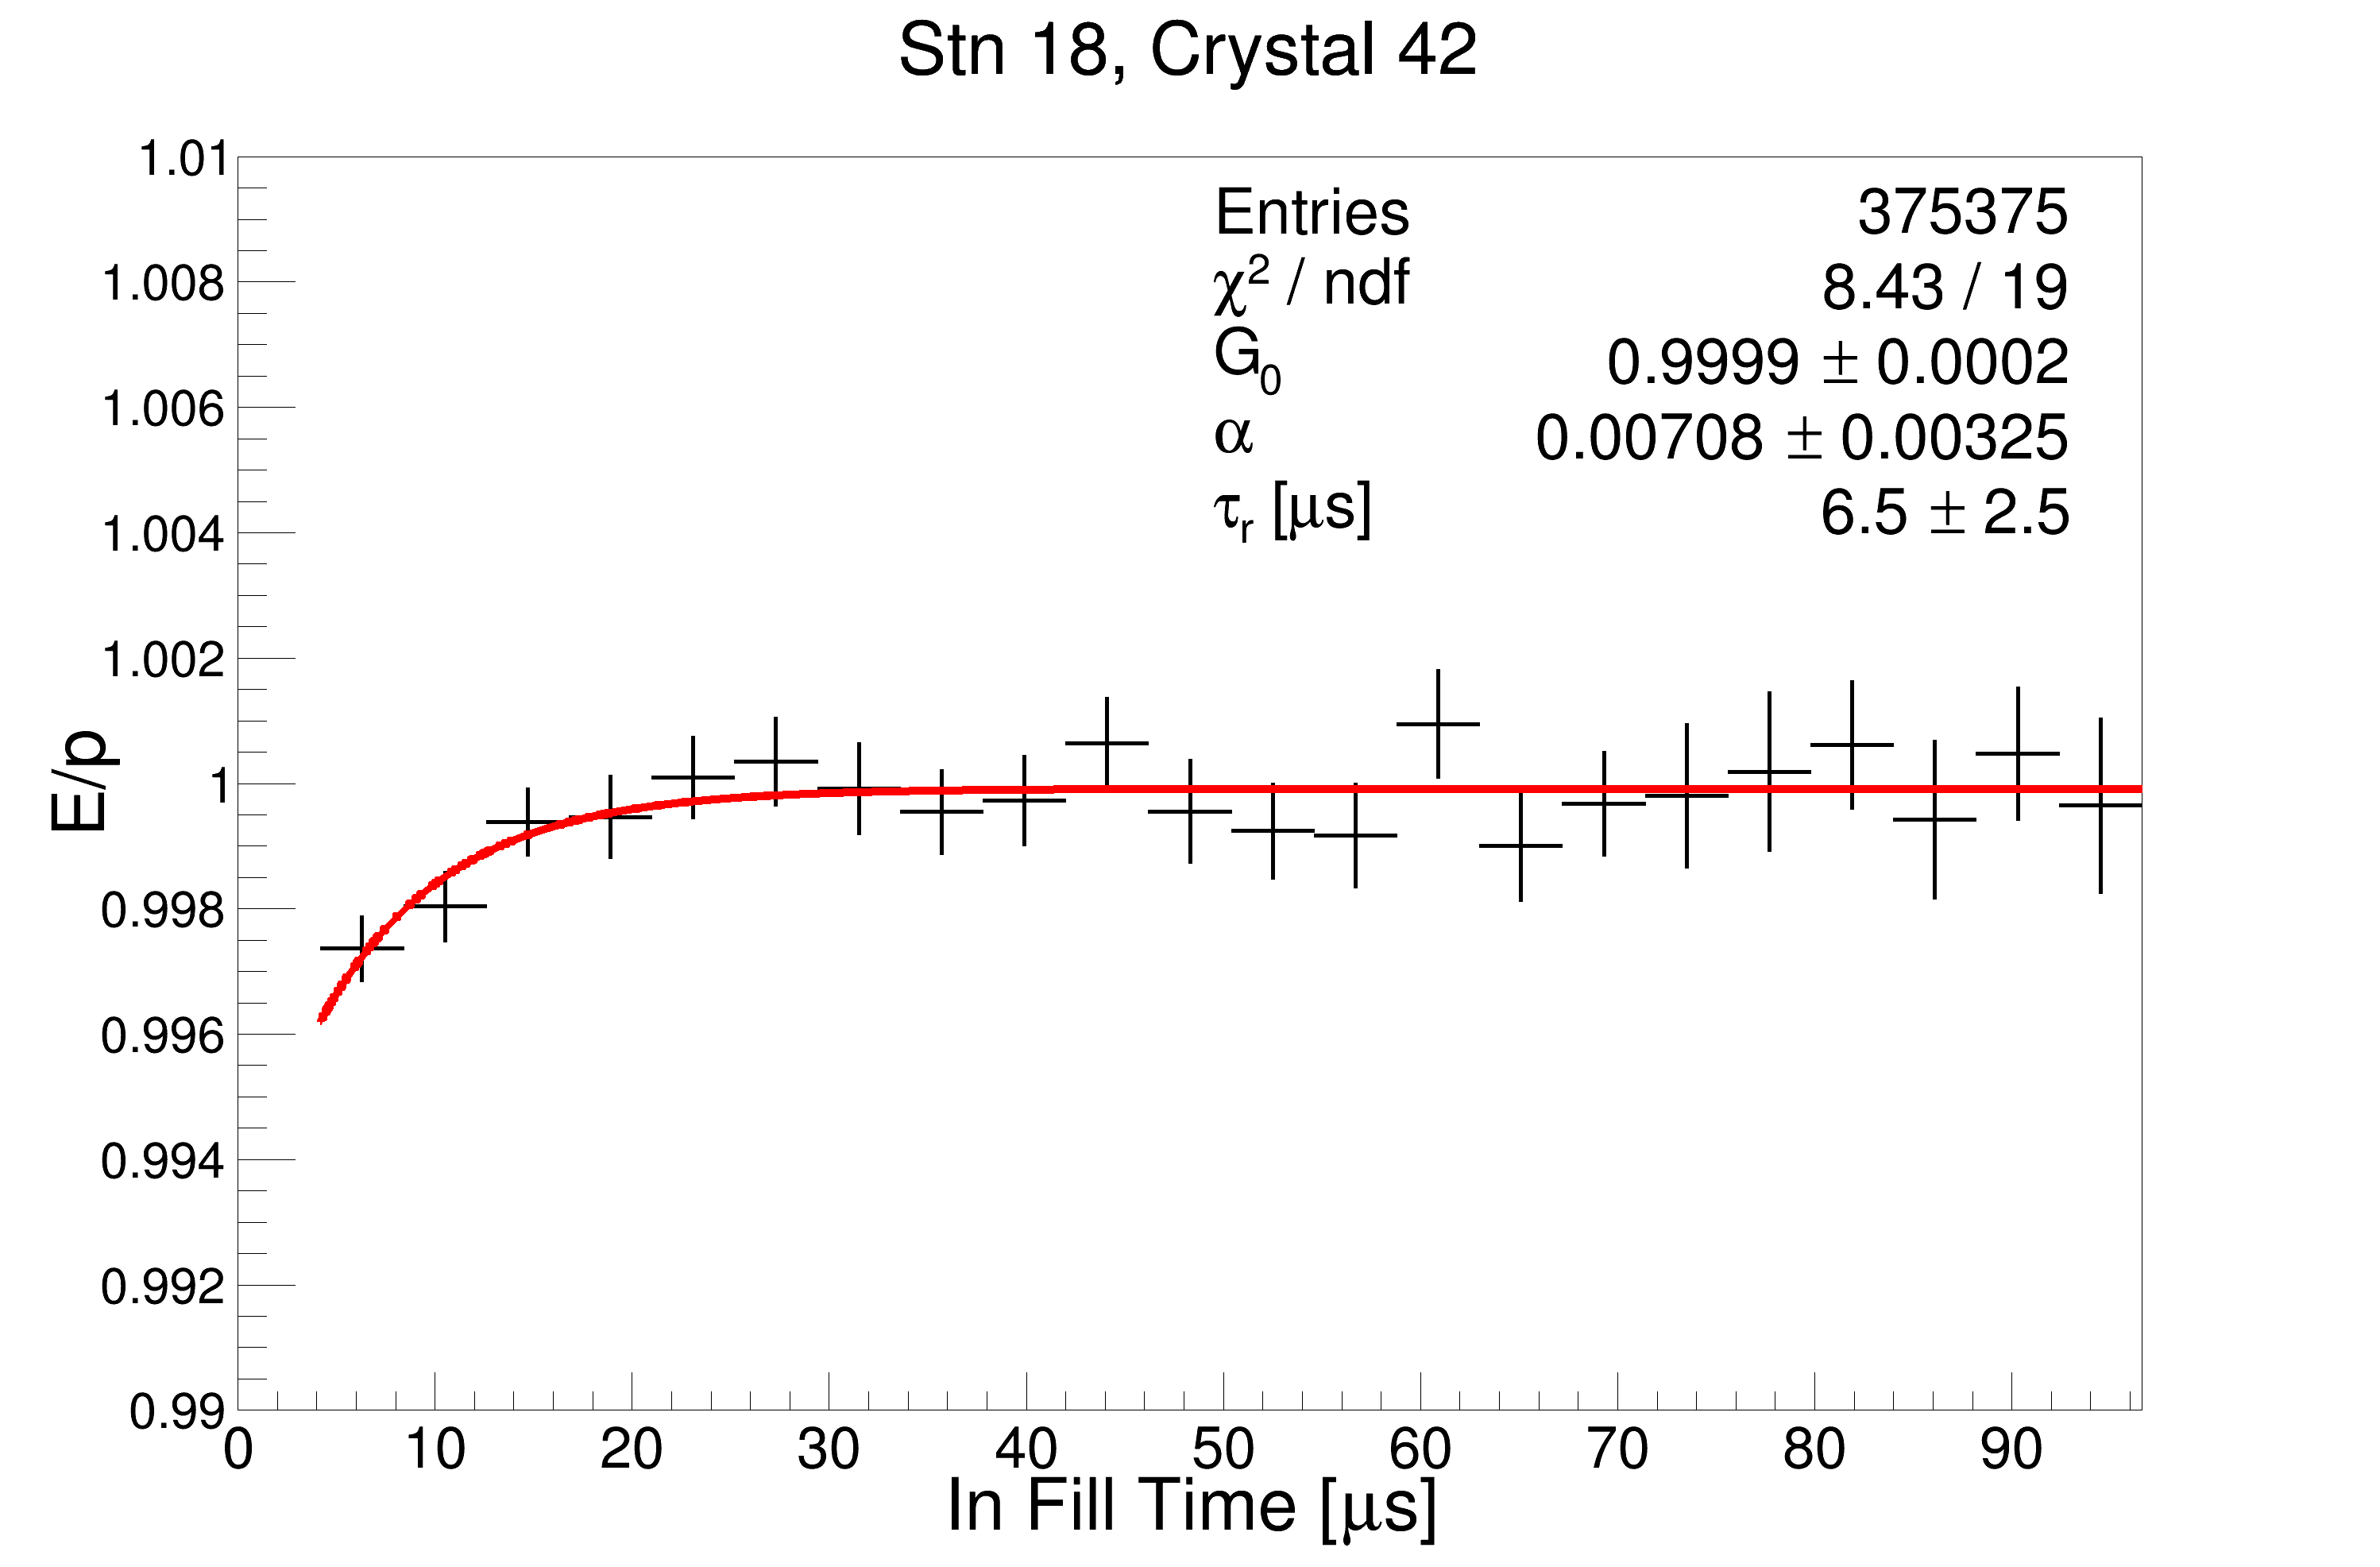 Stn 18, Crystal 42
Entries 375375
χ² / ndf 8.43 / 19
G₀ 0.9999 ± 0.0002
α 0.00708 ± 0.00325
τᵣ [μs] 6.5 ± 2.5
1.01
1.008
1.006
1.004
1.002
1
0.998
0.996
0.994
0.992
0.99
E/p
0 10 20 30 40 50 60 70 80 90
In Fill Time [μs]